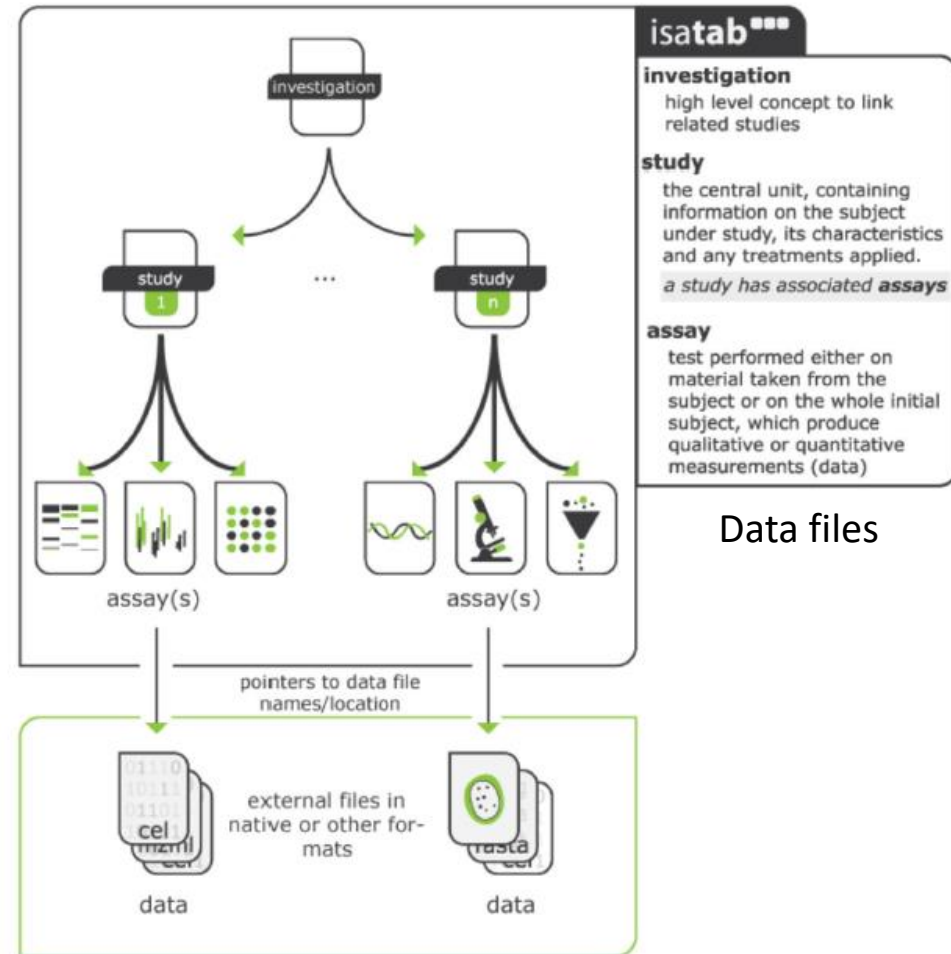 investigation
study
1
...
study
n
assay(s)
assay(s)
pointers to data file
names/location
cel
mzml
cel
external files in
native or other for-
mats
fasta
cel
data
data
isatab
investigation
high level concept to link
related studies
study
the central unit, containing
information on the subject
under study, its characteristics
and any treatments applied.
a study has associated assays
assay
test performed either on
material taken from the
subject or on the whole initial
subject, which produce
qualitative or quantitative
measurements (data)
Data files